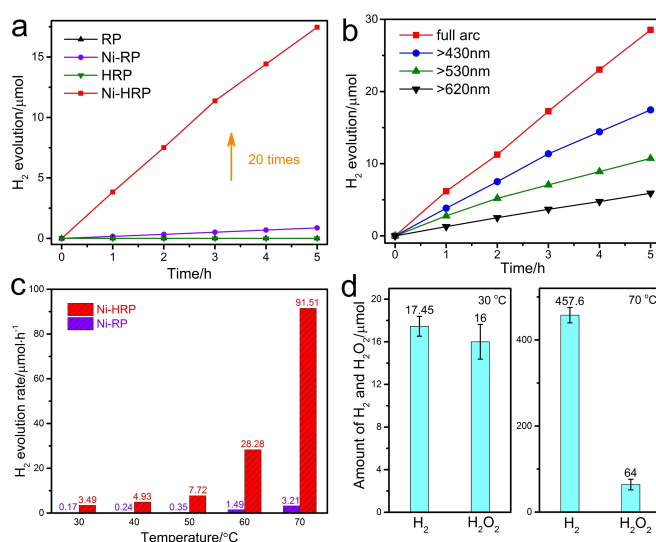 a
H₂ evolution/μmol
15
10
5
0
RP
Ni-RP
HRP
Ni-HRP
20 times
0 1 2 3 4 5
Time/h
b
H₂ evolution/μmol
30
20
10
0
full arc
>430nm
>530nm
>620nm
0 1 2 3 4 5
Time/h
c
H₂ evolution rate/μmol·h⁻¹
100
80
60
40
20
0
Ni-HRP
Ni-RP
0.17 3.49 0.24 4.93 0.35 7.72 1.49 28.28 3.21 91.51
30 40 50 60 70
Temperature/°C
d
Amount of H₂ and H₂O₂/μmol
18
16
14
12
10
8
6
4
2
0
30 °C
17.45
16
H₂ H₂O₂
400
200
0
70 °C
457.6
64
H₂ H₂O₂